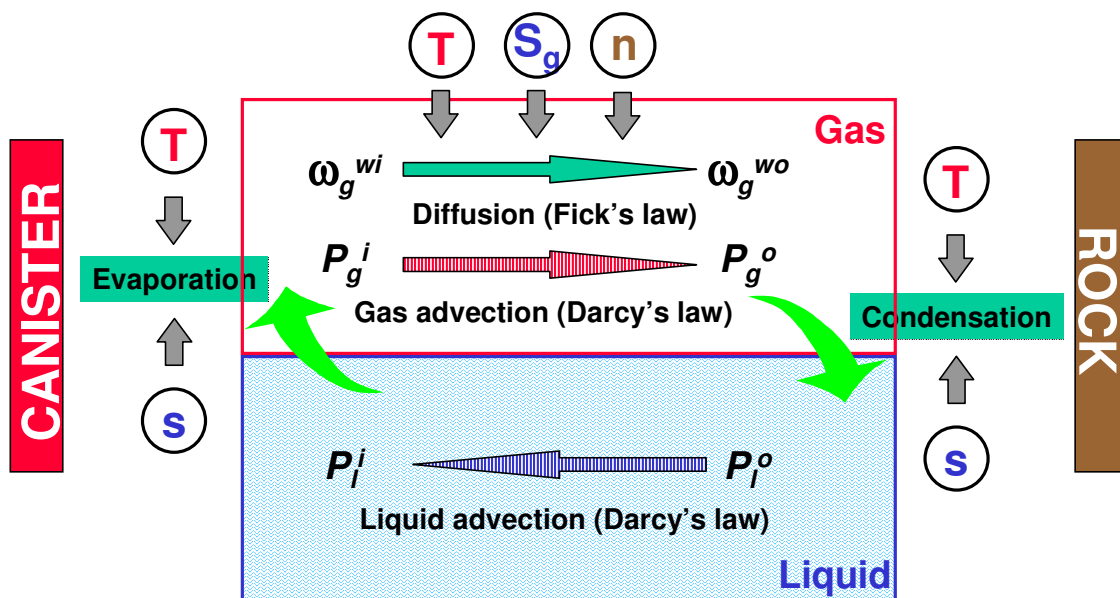 T
S_g
n
Gas
T
ω_g^wi
ω_g^wo
T
Diffusion (Fick's law)
CANISTER
ROCK
P_g^i
P_g^o
Evaporation
Gas advection (Darcy's law)
Condensation
s
s
P_l^i
P_l^o
Liquid advection (Darcy's law)
Liquid